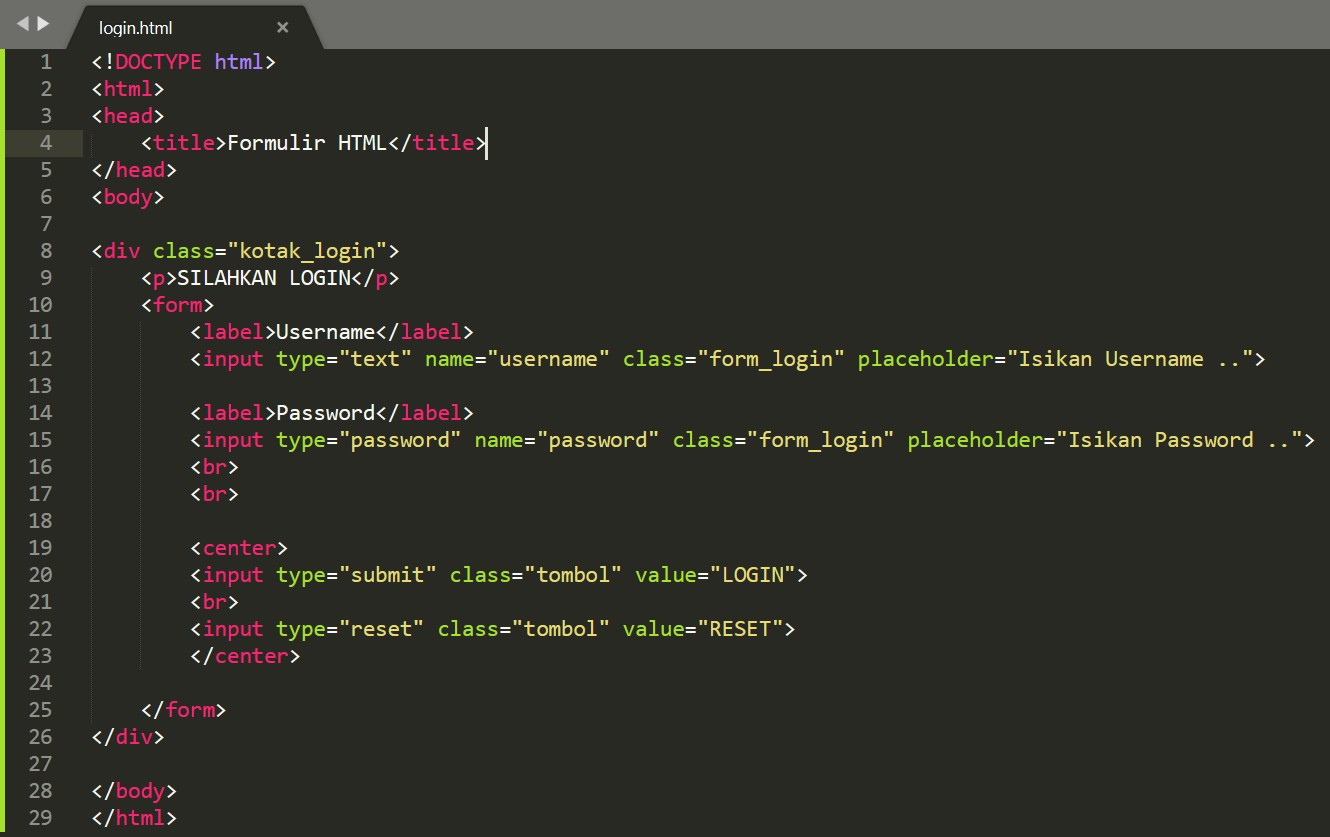 login.html ×
1 <!DOCTYPE html>
2 <html>
3 <head>
4     <title>Formulir HTML</title>
5 </head>
6 <body>
7
8 <div class="kotak_login">
9     <p>SILAHKAN LOGIN</p>
10     <form>
11         <label>Username</label>
12         <input type="text" name="username" class="form_login" placeholder="Isikan Username ..">
13
14         <label>Password</label>
15         <input type="password" name="password" class="form_login" placeholder="Isikan Password ..">
16         <br>
17         <br>
18
19         <center>
20         <input type="submit" class="tombol" value="LOGIN">
21         <br>
22         <input type="reset" class="tombol" value="RESET">
23         </center>
24
25     </form>
26 </div>
27
28 </body>
29 </html>